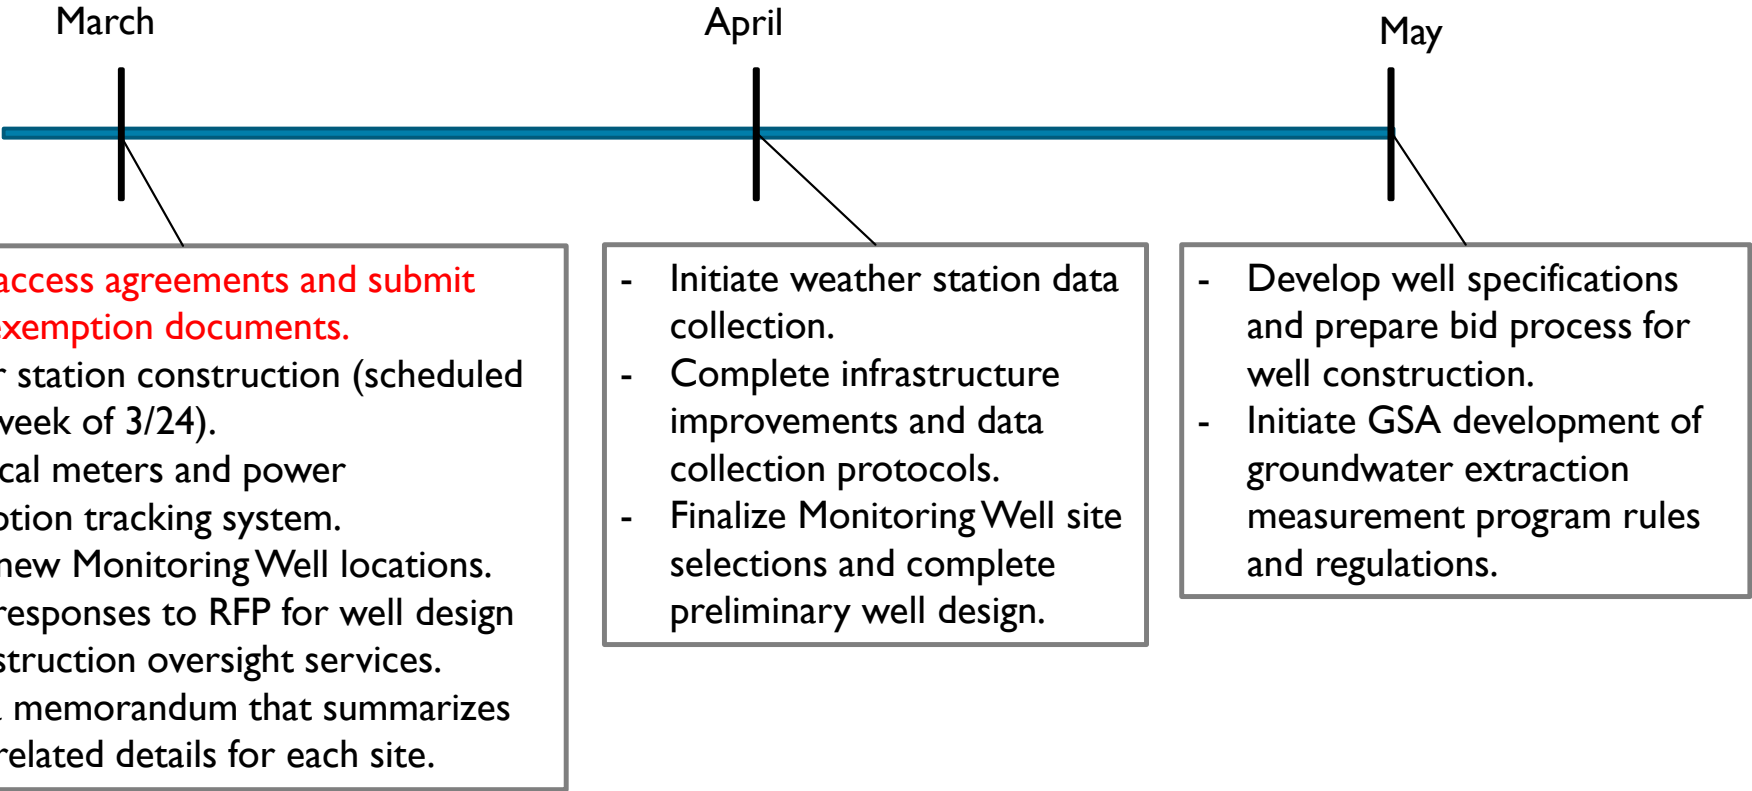 March
April
May
access agreements and submit
exemption documents.
station construction (scheduled
week of 3/24).
meters and power
tracking system.
new Monitoring Well locations.
responses to RFP for well design
oversight services.
memorandum that summarizes
related details for each site.
- Initiate weather station data
collection.
- Complete infrastructure
improvements and data
collection protocols.
- Finalize Monitoring Well site
selections and complete
preliminary well design.
- Develop well specifications
and prepare bid process for
well construction.
- Initiate GSA development of
groundwater extraction
measurement program rules
and regulations.